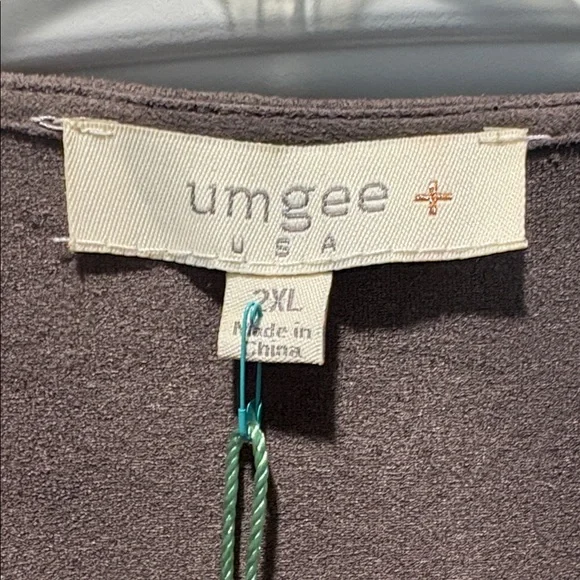 umgee +
USA
2XL
Made in
China